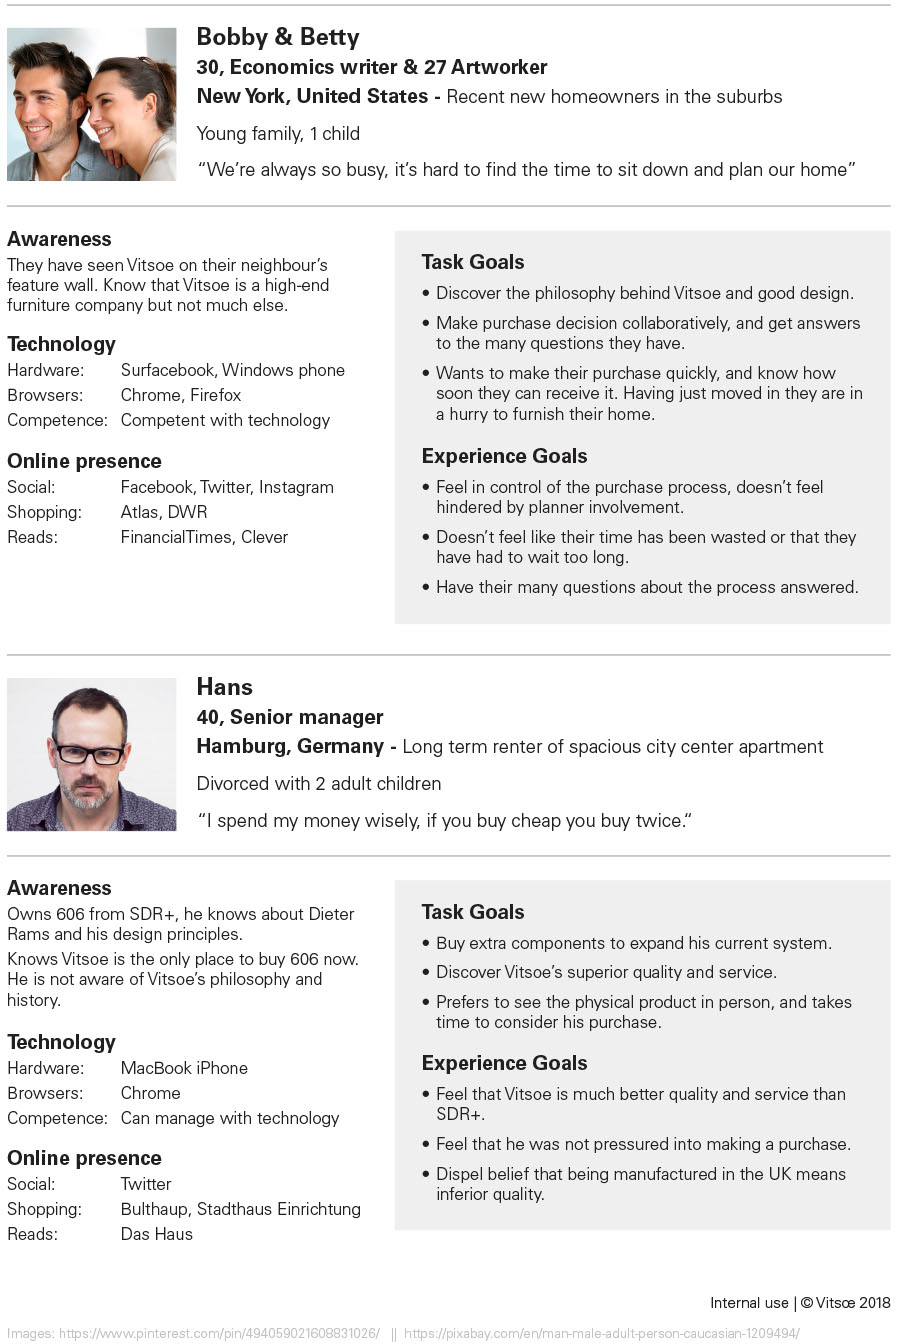 Bobby & Betty
30, Economics writer & 27 Artworker
New York, United States - Recent new homeowners in the suburbs
Young family, 1 child
“We’re always so busy, it’s hard to find the time to sit down and plan our home”
Awareness
They have seen Vitsoe on their neighbour’s
feature wall. Know that Vitsoe is a high-end
furniture company but not much else.
Technology
Hardware: Surfacebook, Windows phone
Browsers: Chrome, Firefox
Competence: Competent with technology
Online presence
Social: Facebook, Twitter, Instagram
Shopping: Atlas, DWR
Reads: FinancialTimes, Clever
Task Goals
• Discover the philosophy behind Vitsoe and good design.
• Make purchase decision collaboratively, and get answers
to the many questions they have.
• Wants to make their purchase quickly, and know how
soon they can receive it. Having just moved in they are in
a hurry to furnish their home.
Experience Goals
• Feel in control of the purchase process, doesn’t feel
hindered by planner involvement.
• Doesn’t feel like their time has been wasted or that they
have had to wait too long.
• Have their many questions about the process answered.
Hans
40, Senior manager
Hamburg, Germany - Long term renter of spacious city center apartment
Divorced with 2 adult children
“I spend my money wisely, if you buy cheap you buy twice.“
Awareness
Owns 606 from SDR+, he knows about Dieter
Rams and his design principles.
Knows Vitsoe is the only place to buy 606 now.
He is not aware of Vitsoe’s philosophy and
history.
Technology
Hardware: MacBook iPhone
Browsers: Chrome
Competence: Can manage with technology
Online presence
Social: Twitter
Shopping: Bulthaup, Stadthaus Einrichtung
Reads: Das Haus
Task Goals
• Buy extra components to expand his current system.
• Discover Vitsoe’s superior quality and service.
• Prefers to see the physical product in person, and takes
time to consider his purchase.
Experience Goals
• Feel that Vitsoe is much better quality and service than
SDR+.
• Feel that he was not pressured into making a purchase.
• Dispel belief that being manufactured in the UK means
inferior quality.
Internal use | © Vitsœ 2018
Images: https://www.pinterest.com/pin/494059021608831026/ || https://pixabay.com/en/man-male-adult-person-caucasian-1209494/